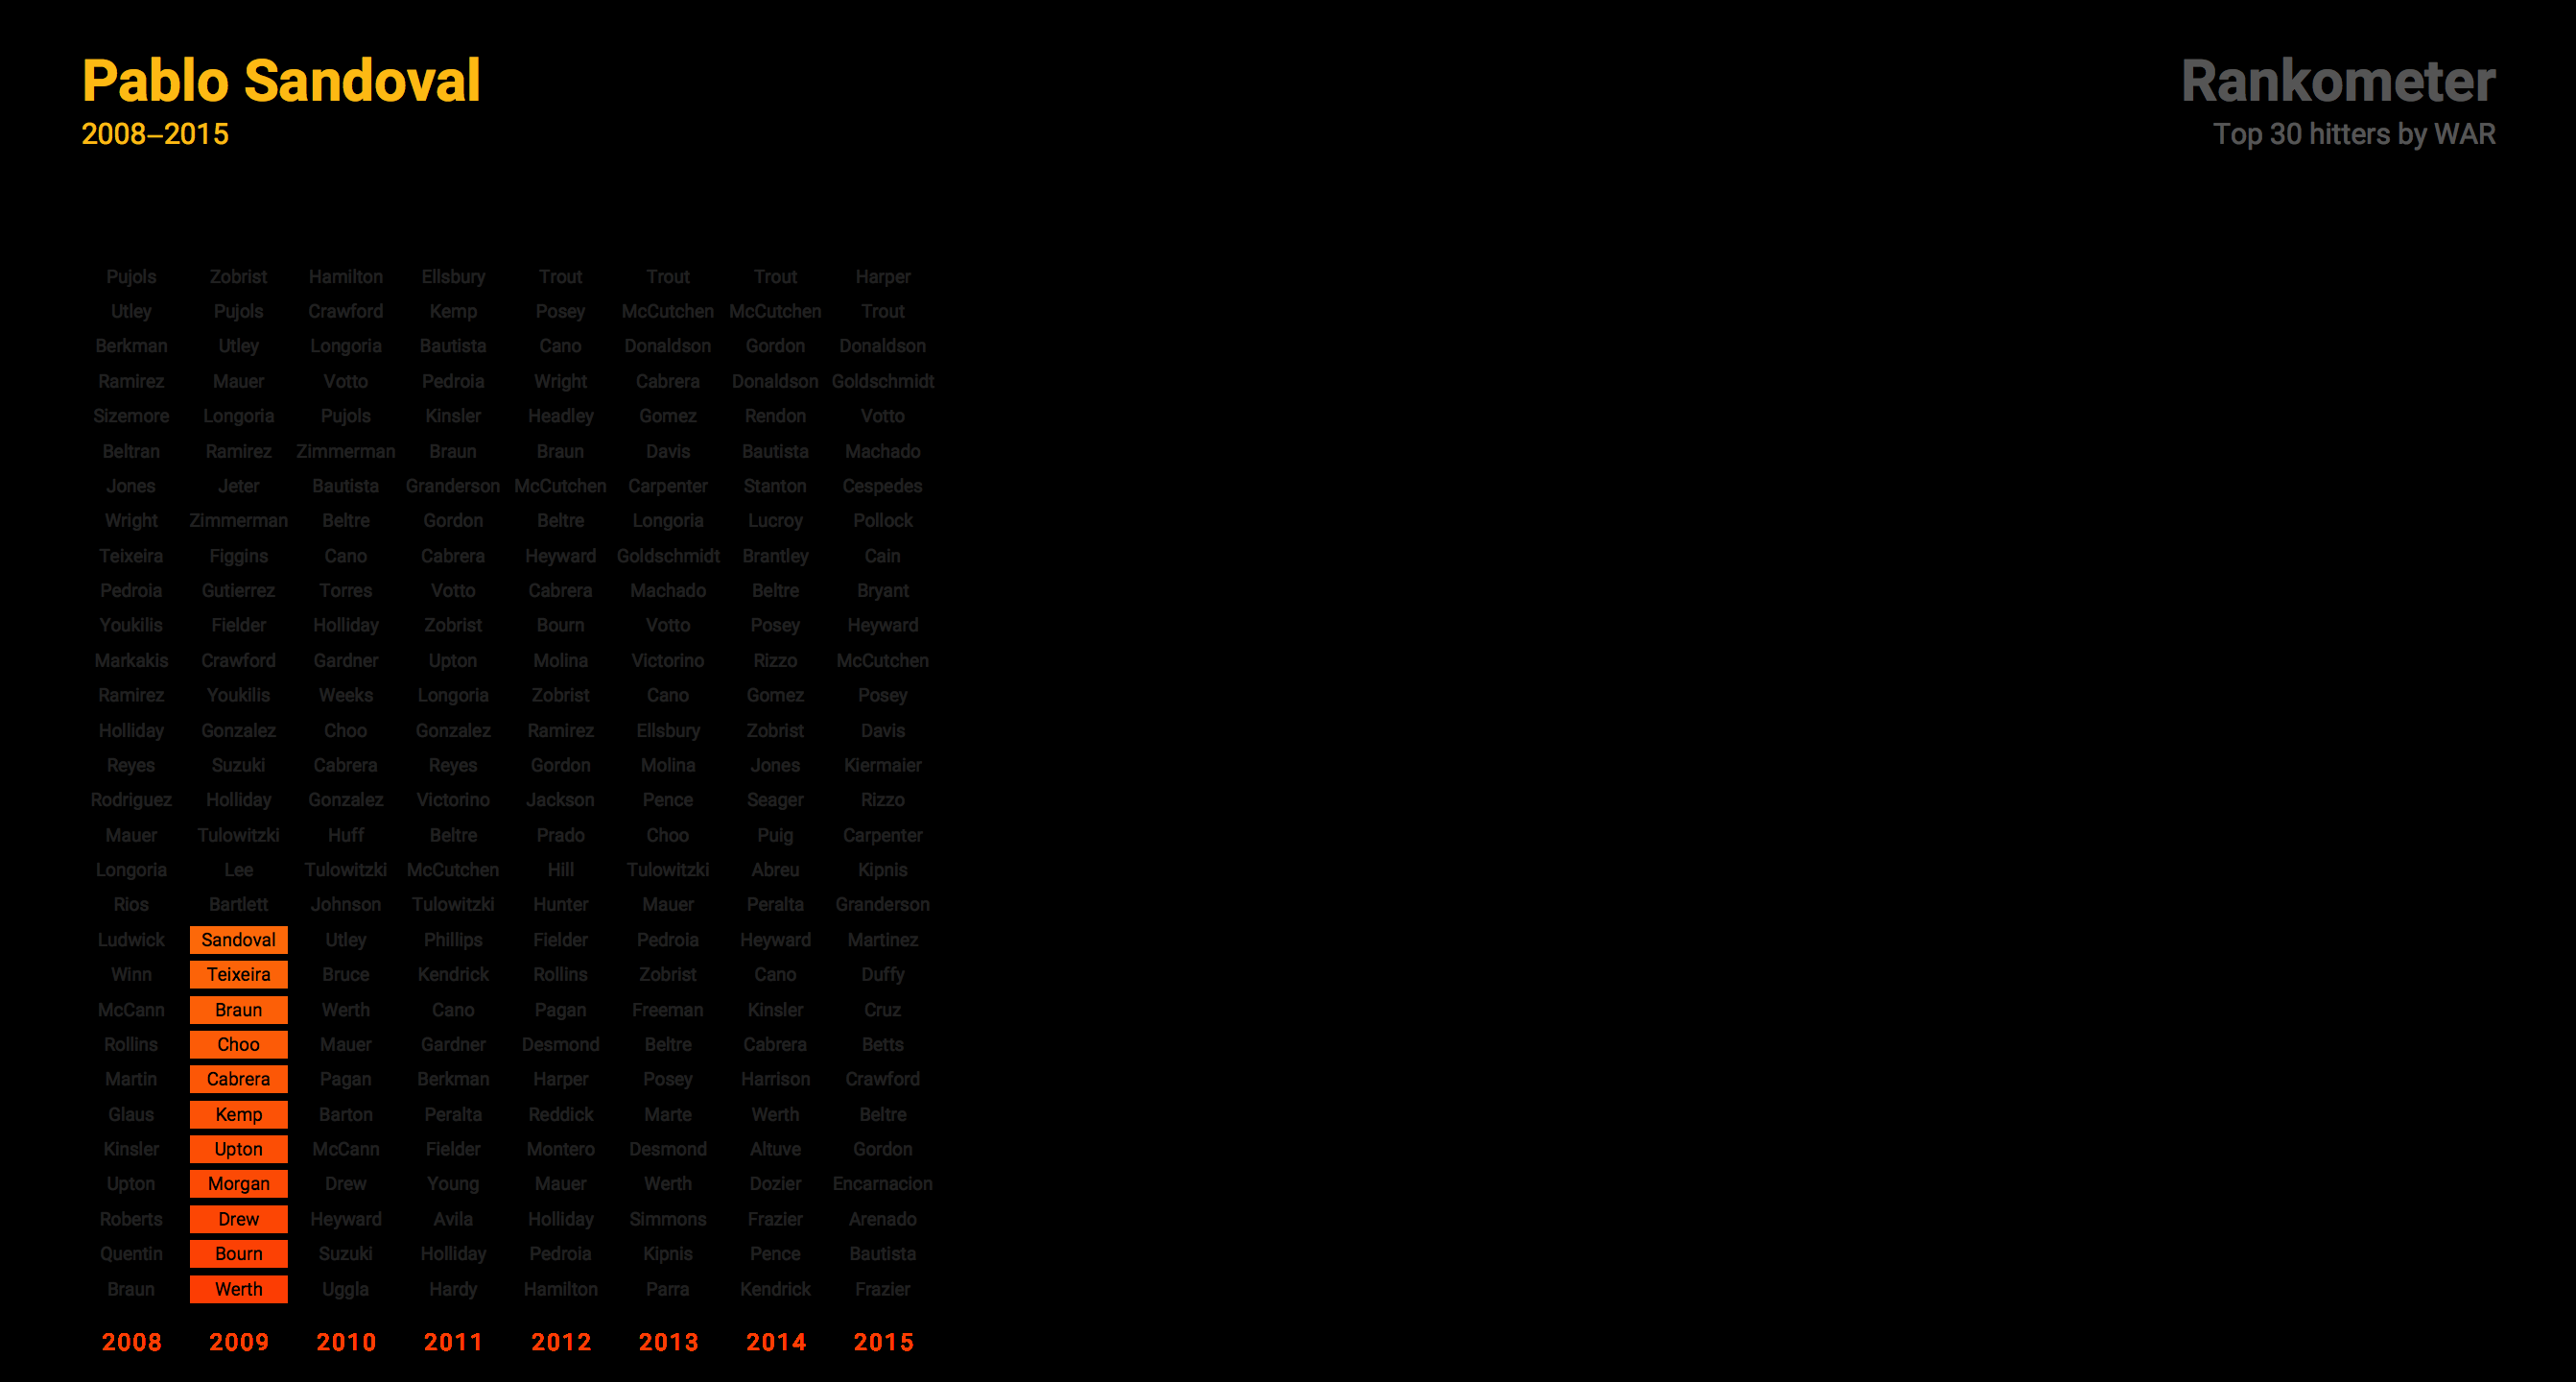 Pablo Sandoval
2008–2015
Rankometer
Top 30 hitters by WAR
Pujols Zobrist Hamilton Ellsbury Trout Trout Trout Harper
Utley Pujols Crawford Kemp Posey McCutchen McCutchen Trout
Berkman Utley Longoria Bautista Cano Donaldson Gordon Donaldson
Ramirez Mauer Votto Pedroia Wright Cabrera Donaldson Goldschmidt
Sizemore Longoria Pujols Kinsler Headley Gomez Rendon Votto
Beltran Ramirez Zimmerman Braun Braun Davis Bautista Machado
Jones Jeter Bautista Granderson McCutchen Carpenter Stanton Cespedes
Wright Zimmerman Beltre Gordon Beltre Longoria Lucroy Pollock
Teixeira Figgins Cano Cabrera Heyward Goldschmidt Brantley Cain
Pedroia Gutierrez Torres Votto Cabrera Machado Beltre Bryant
Youkilis Fielder Holliday Zobrist Bourn Votto Posey Heyward
Markakis Crawford Gardner Upton Molina Victorino Rizzo McCutchen
Ramirez Youkilis Weeks Longoria Zobrist Cano Gomez Posey
Holliday Gonzalez Choo Gonzalez Ramirez Ellsbury Zobrist Davis
Reyes Suzuki Cabrera Reyes Gordon Molina Jones Kiermaier
Rodriguez Holliday Gonzalez Victorino Jackson Pence Seager Rizzo
Mauer Tulowitzki Huff Beltre Prado Choo Puig Carpenter
Longoria Lee Tulowitzki McCutchen Hill Tulowitzki Abreu Kipnis
Rios Bartlett Johnson Tulowitzki Hunter Mauer Peralta Granderson
Ludwick Sandoval Utley Phillips Fielder Pedroia Heyward Martinez
Winn Teixeira Bruce Kendrick Rollins Zobrist Cano Duffy
McCann Braun Werth Cano Pagan Freeman Kinsler Cruz
Rollins Choo Mauer Gardner Desmond Beltre Cabrera Betts
Martin Cabrera Pagan Berkman Harper Posey Harrison Crawford
Glaus Kemp Barton Peralta Reddick Marte Werth Beltre
Kinsler Upton McCann Fielder Montero Desmond Altuve Gordon
Upton Morgan Drew Young Mauer Werth Dozier Encarnacion
Roberts Drew Heyward Avila Holliday Simmons Frazier Arenado
Quentin Bourn Suzuki Holliday Pedroia Kipnis Pence Bautista
Braun Werth Uggla Hardy Hamilton Parra Kendrick Frazier
2008 2009 2010 2011 2012 2013 2014 2015